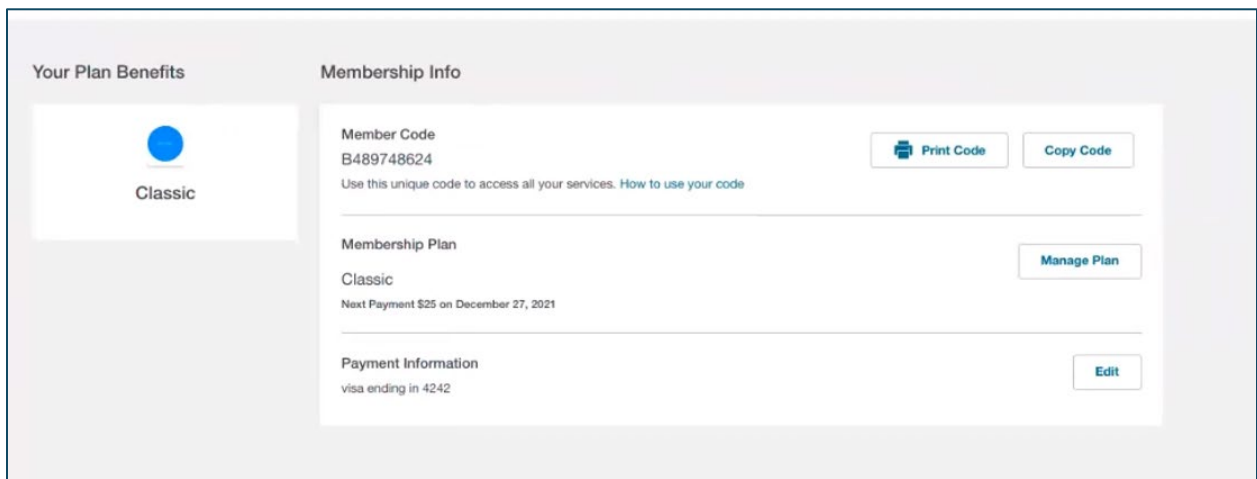 Your Plan Benefits
Classic
Membership Info
Member Code
B489748624
Use this unique code to access all your services. How to use your code
Print Code
Copy Code
Membership Plan
Classic
Next Payment $25 on December 27, 2021
Manage Plan
Payment Information
visa ending in 4242
Edit